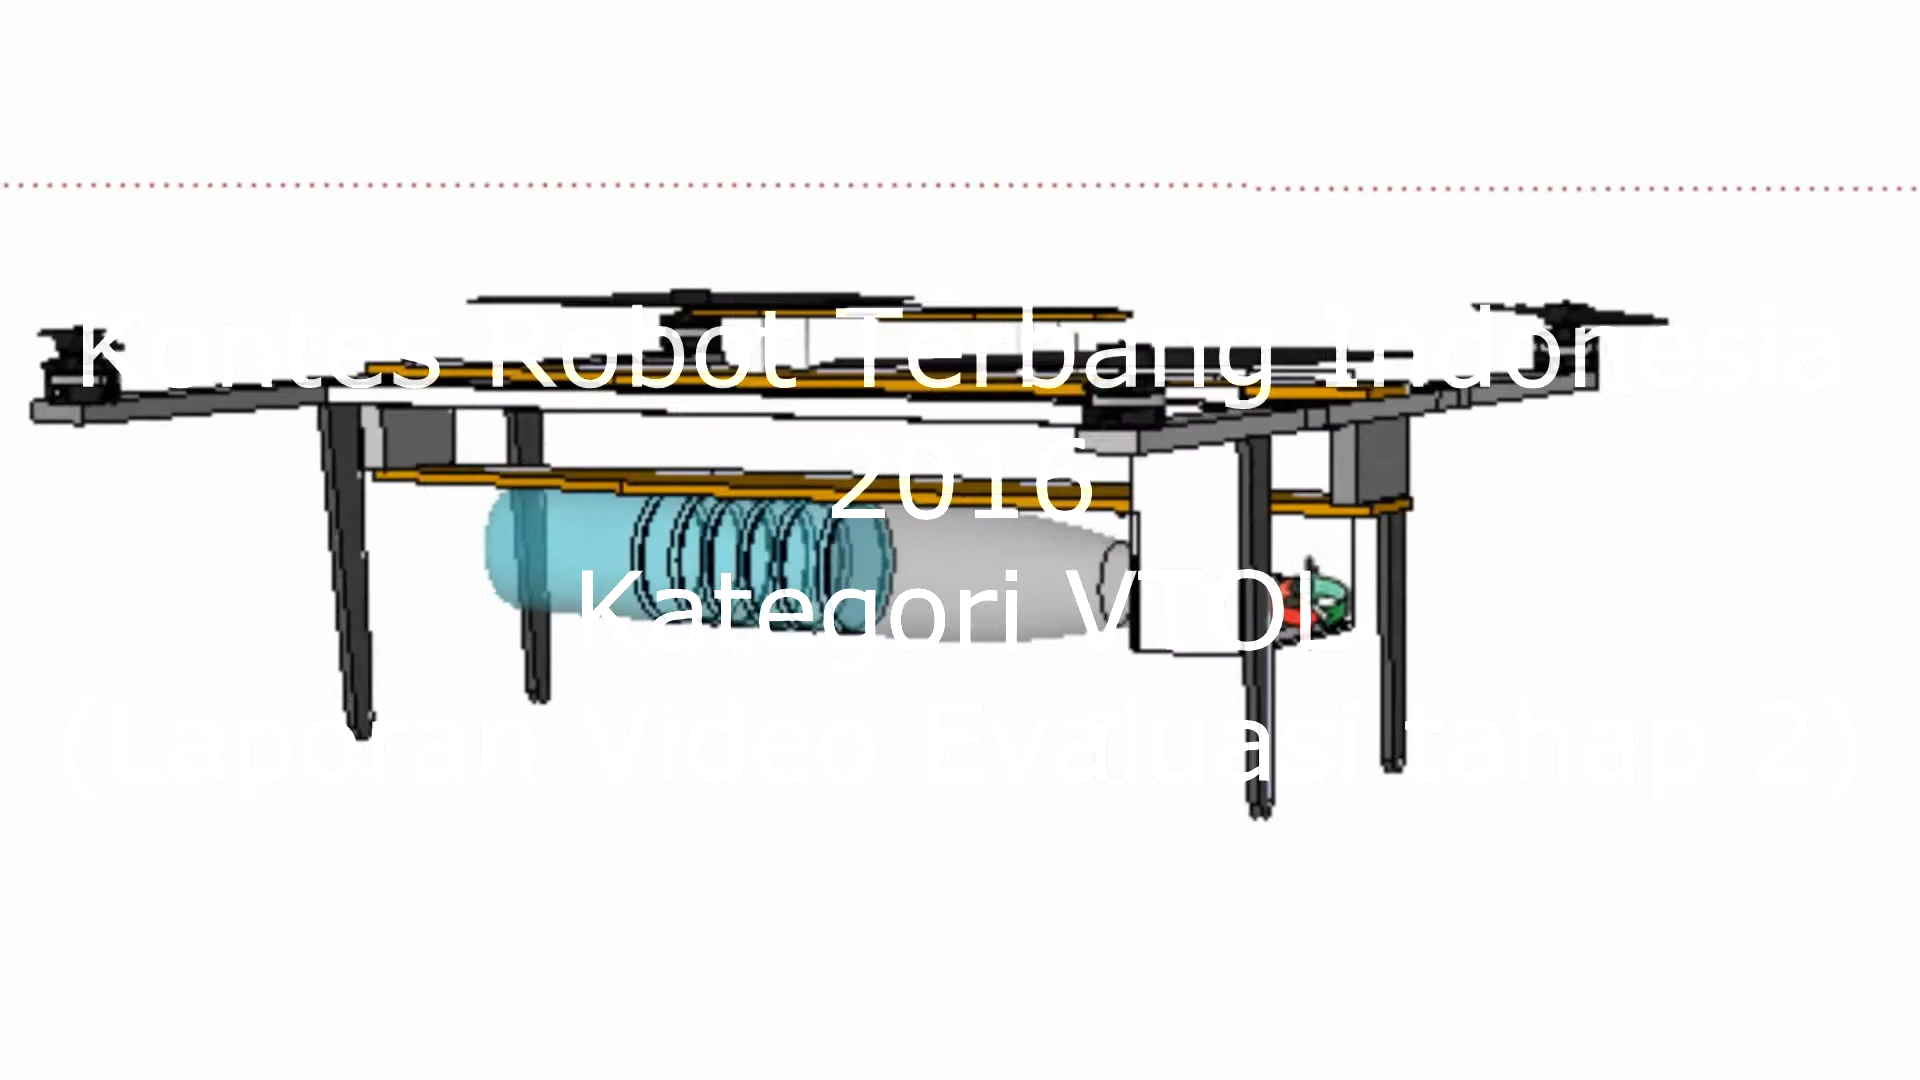 Kontes Robot Terbang Indonesia
2016
Kategori VTOL
(Laporan Video Evaluasi tahap 2)